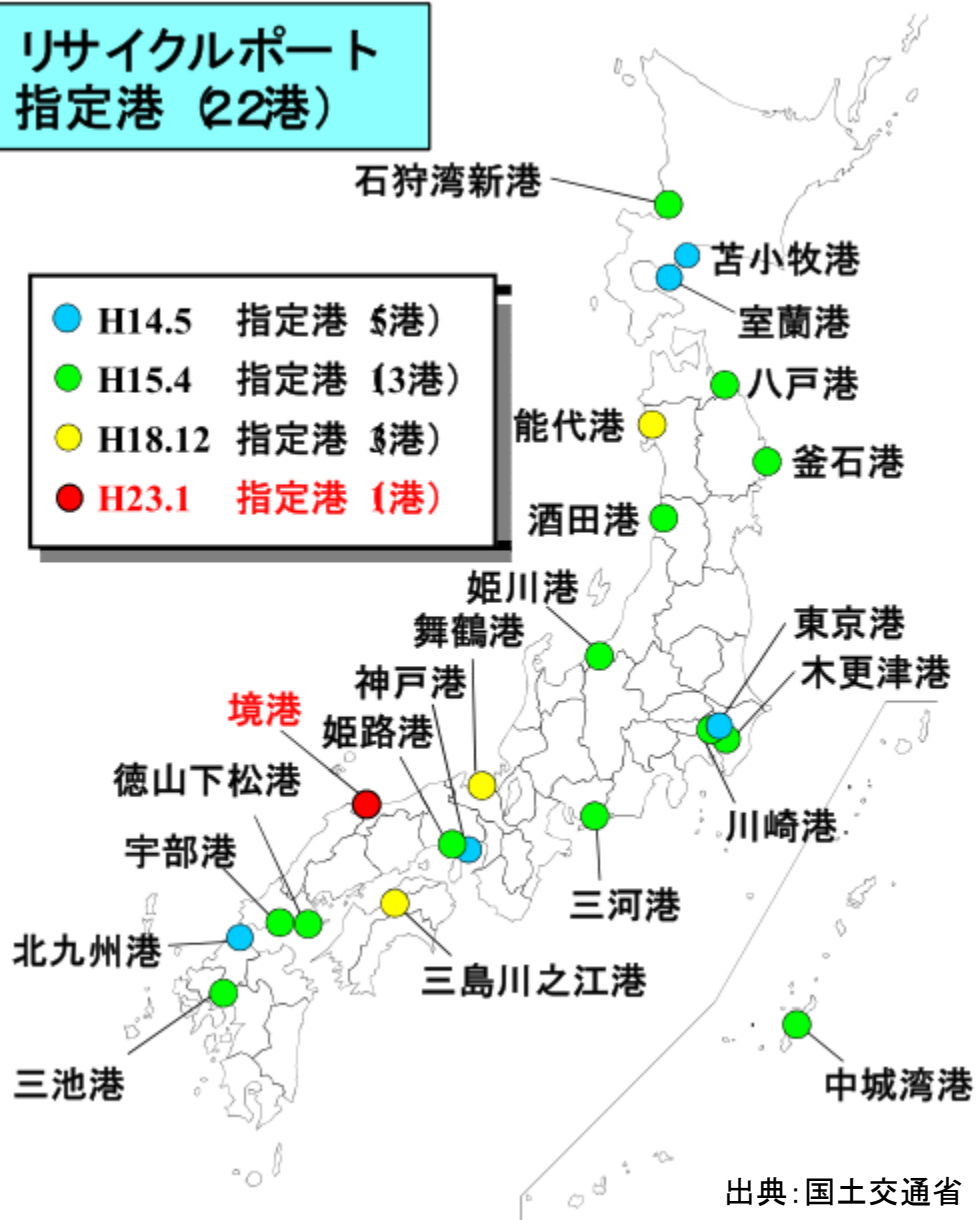 リサイクルポート
指定港（22港）
石狩湾新港
苫小牧港
室蘭港
H14.5 指定港（5港）
H15.4 指定港（13港）
H18.12 指定港（3港）
H23.1 指定港（1港）
八戸港
能代港
釜石港
酒田港
姫川港
舞鶴港
東京港
神戸港
木更津港
境港
姫路港
徳山下松港
川崎港
宇部港
三河港
北九州港
三島川之江港
三池港
中城湾港
出典：国土交通省